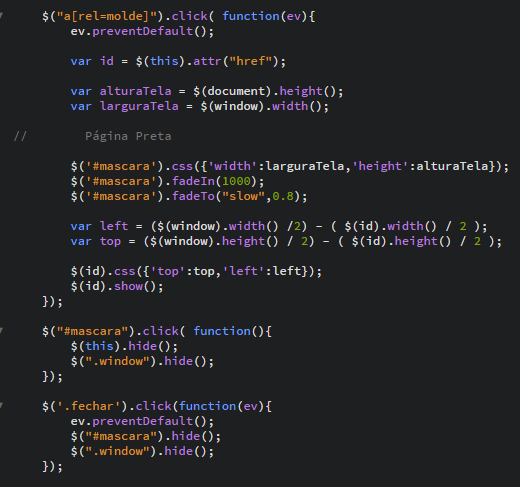 $("a[rel=molde]").click( function(ev){
ev.preventDefault();
var id = $(this).attr("href");
var alturaTela = $(document).height();
var larguraTela = $(window).width();
// Página Preta
$('#mascara').css({'width':larguraTela,'height':alturaTela});
$('#mascara').fadeIn(1000);
$('#mascara').fadeTo("slow",0.8);
var left = ($(window).width() /2) - ( $(id).width() / 2 );
var top = ($(window).height() / 2) - ( $(id).height() / 2 );
$(id).css({'top':top,'left':left});
$(id).show();
});
$("#mascara").click( function(){
$(this).hide();
$(".window").hide();
});
$('.fechar').click(function(ev){
ev.preventDefault();
$("#mascara").hide();
$(".window").hide();
});